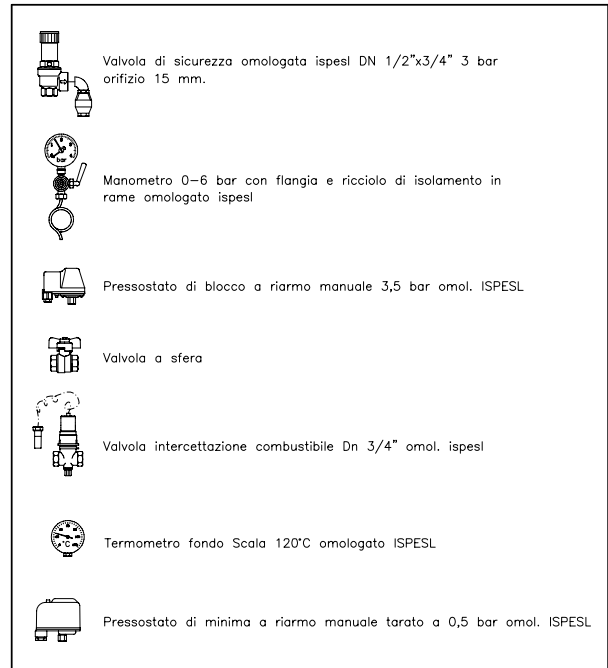 Valvola di sicurezza omologata ispesl DN 1/2"x3/4" 3 bar
orifizio 15 mm.
bar
Manometro 0-6 bar con flangia e ricciolo di isolamento in
rame omologato ispesl
Pressostato di blocco a riarmo manuale 3,5 bar omol. ISPESL
Valvola a sfera
Valvola intercettazione combustibile Dn 3/4" omol. ispesl
°C
Termometro fondo Scala 120°C omologato ISPESL
Pressostato di minima a riarmo manuale tarato a 0,5 bar omol. ISPESL